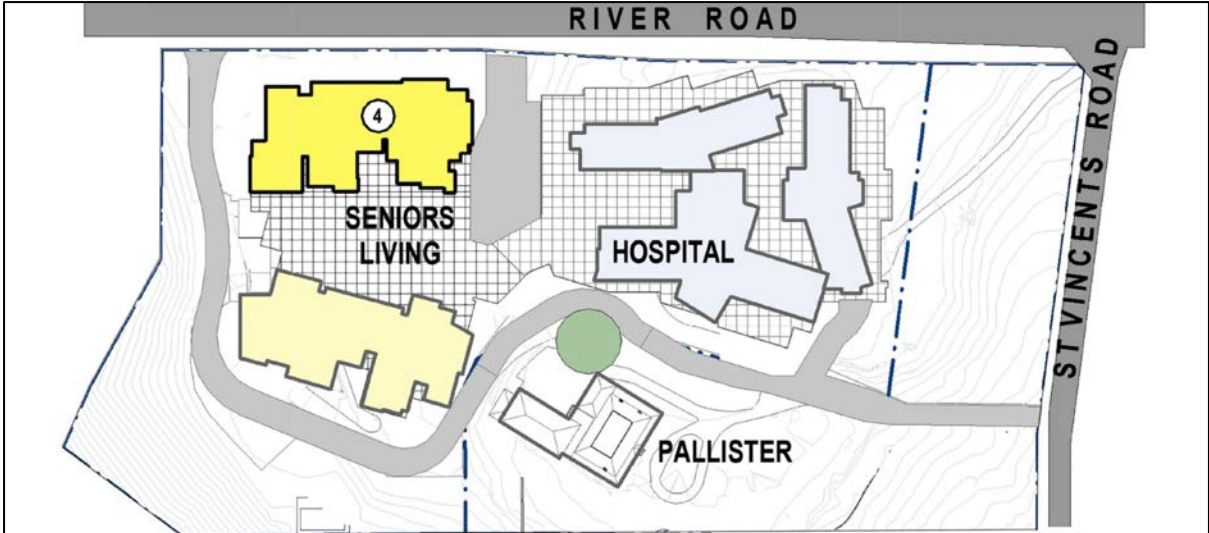 RIVER ROAD
4
SENIORS
LIVING
HOSPITAL
PALLISTER
ST VINCENTS ROAD